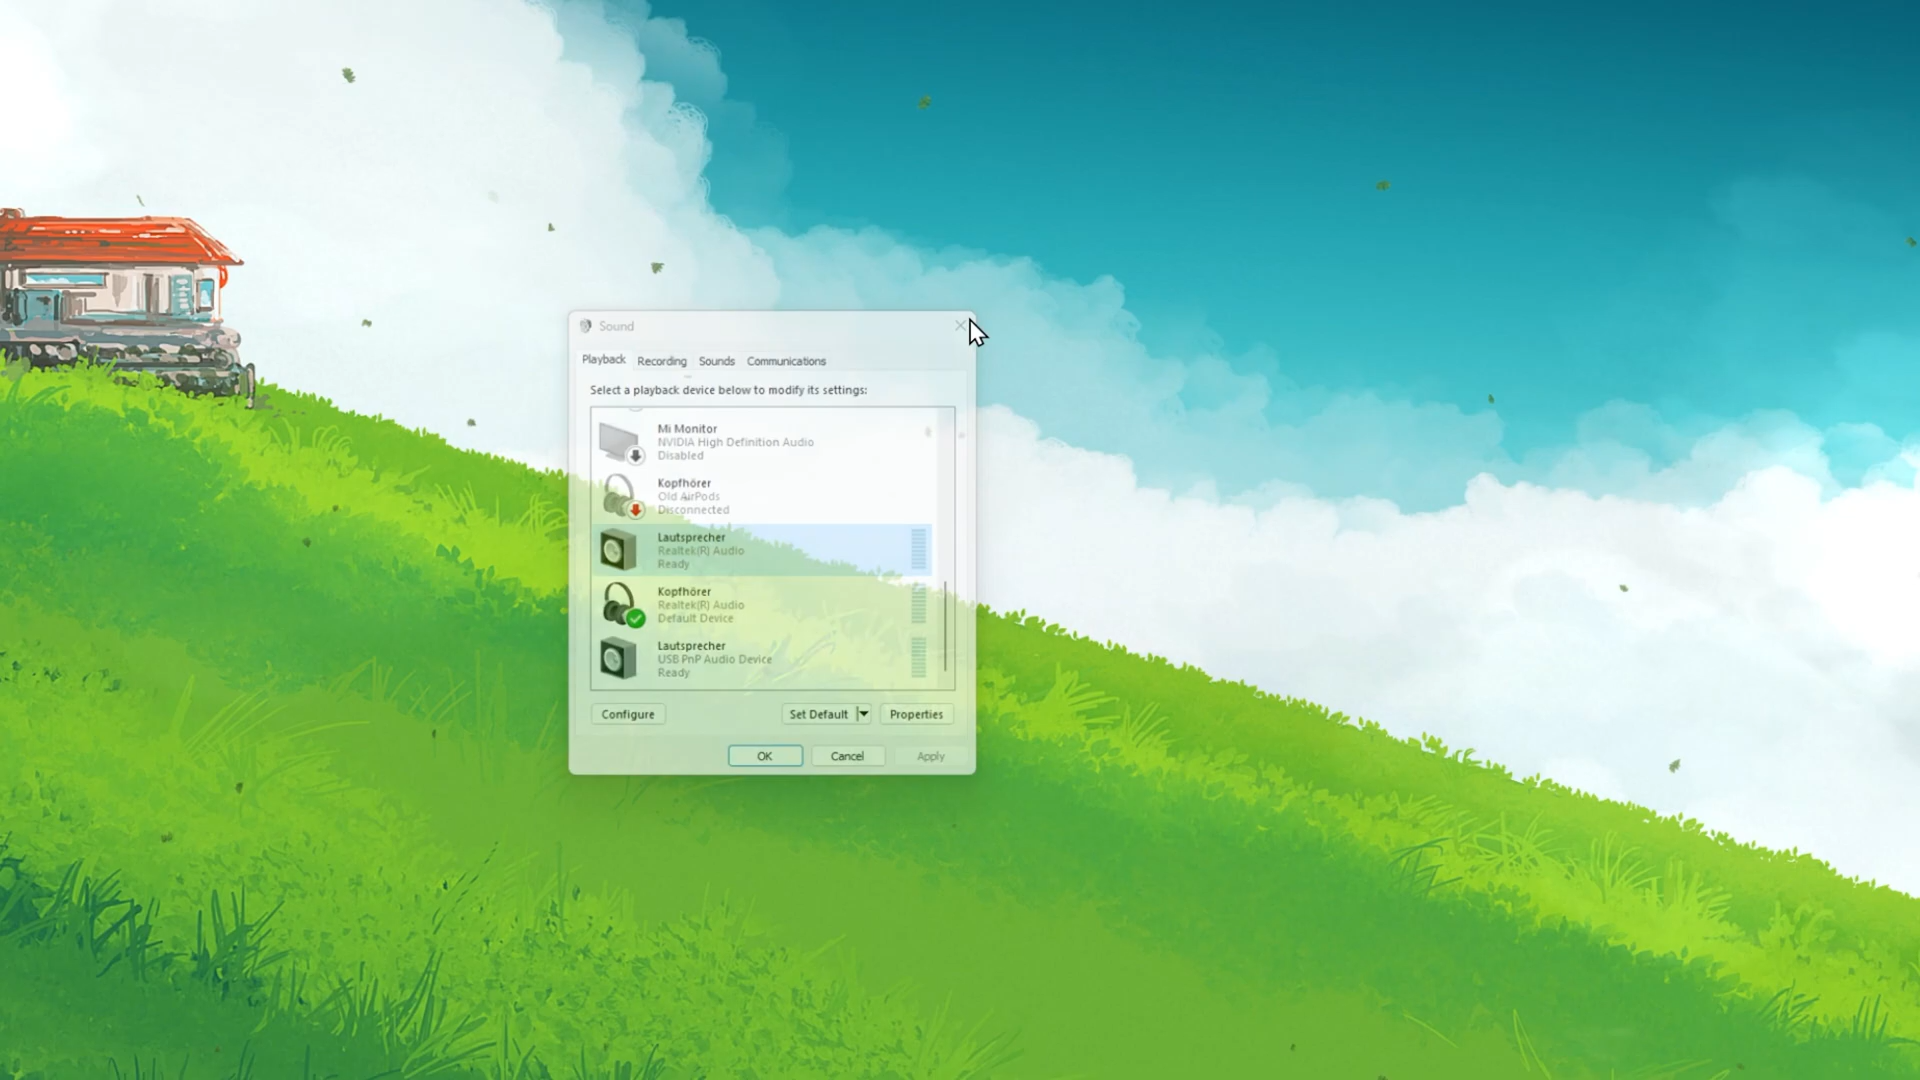 Sound
Playback Recording Sounds Communications
Select a playback device below to modify its settings:
Mi Monitor
NVIDIA High Definition Audio
Disabled
Kopfhörer
Old AirPods
Disconnected
Lautsprecher
Realtek(R) Audio
Ready
Kopfhörer
Realtek(R) Audio
Default Device
Lautsprecher
USB PnP Audio Device
Ready
Configure Set Default Properties
OK Cancel Apply